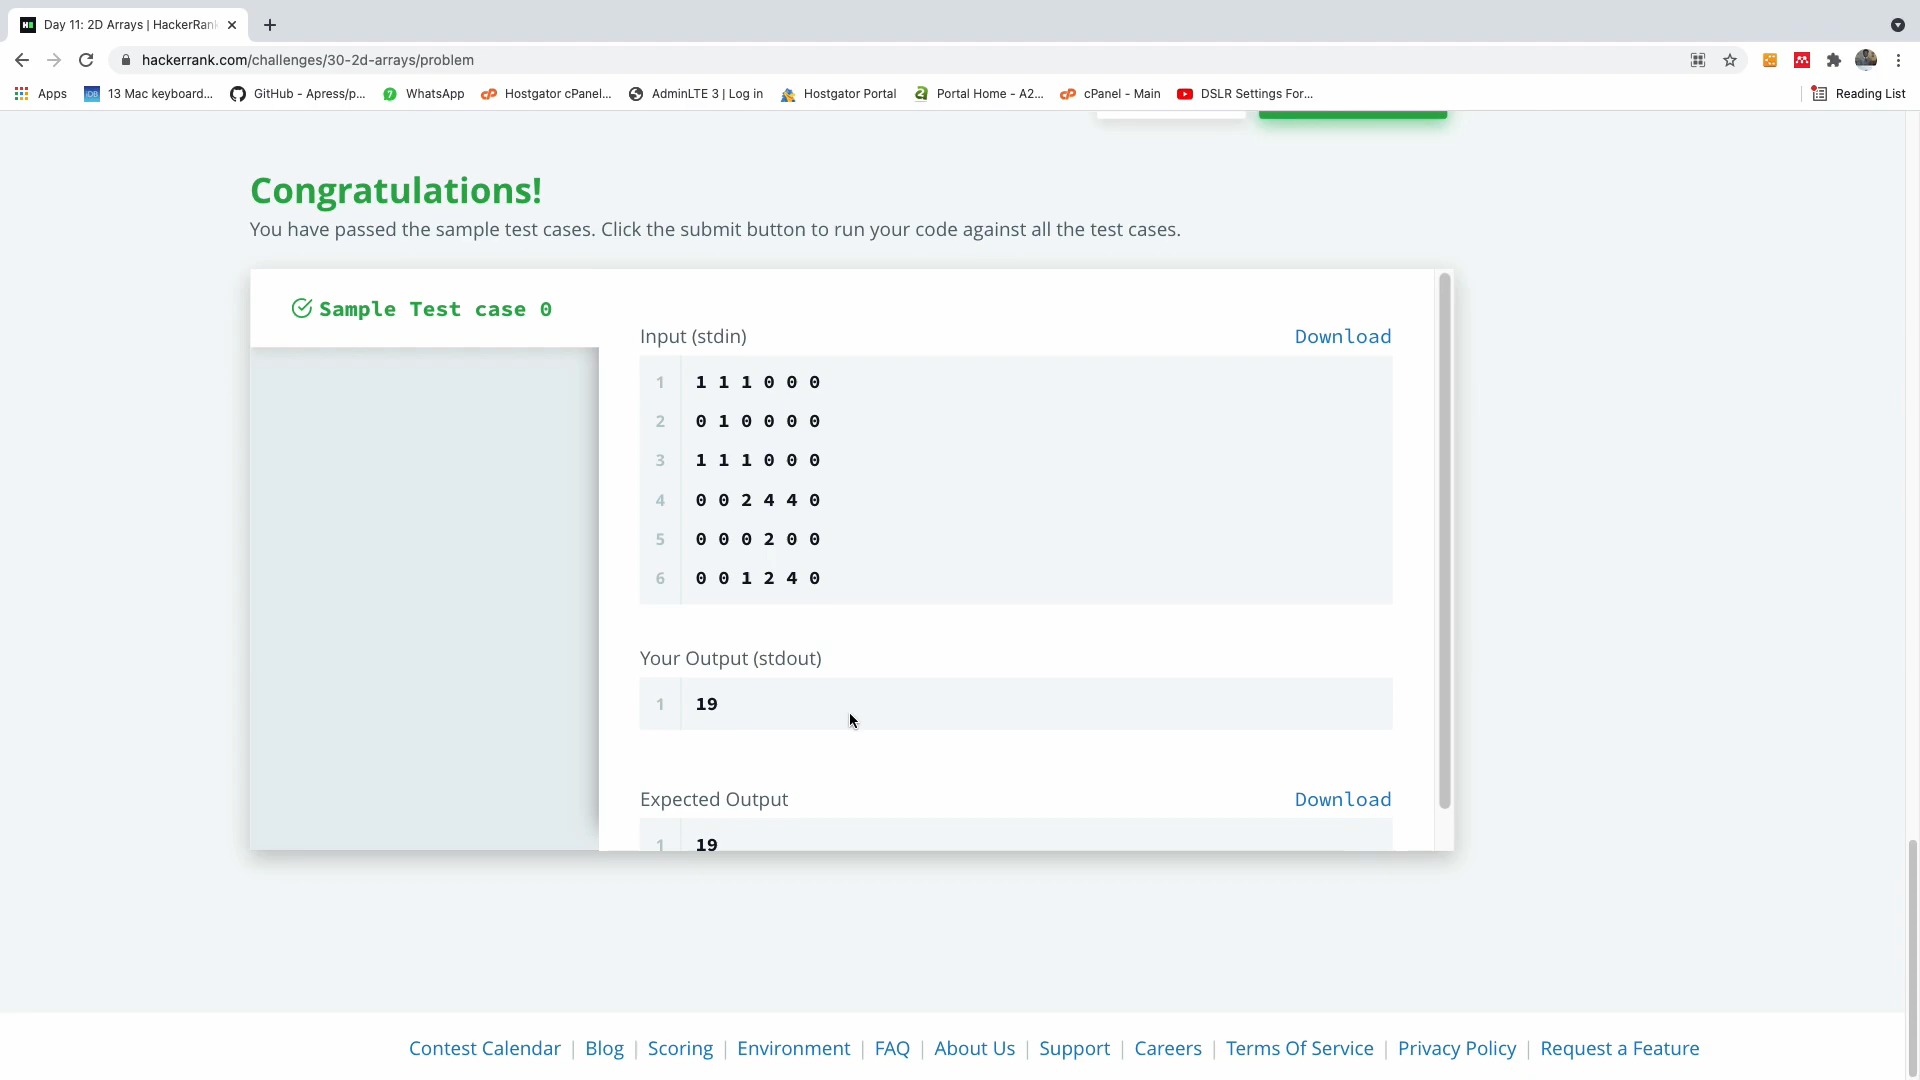 Day 11: 2D Arrays | HackerRan
hackerrank.com/challenges/30-2d-arrays/problem
Apps
13 Mac keyboard...
GitHub - Apress/p...
WhatsApp
Hostgator cPanel...
AdminLTE 3 | Log in
Hostgator Portal
Portal Home - A2...
cPanel - Main
DSLR Settings For...
Reading List
Congratulations!
You have passed the sample test cases. Click the submit button to run your code against all the test cases.
Sample Test case 0
Input (stdin)
Download
1 1 1 1 0 0 0
2 0 1 0 0 0 0
3 1 1 1 0 0 0
4 0 0 2 4 4 0
5 0 0 0 2 0 0
6 0 0 1 2 4 0
Your Output (stdout)
1 19
Expected Output
Download
1 19
Contest Calendar | Blog | Scoring | Environment | FAQ | About Us | Support | Careers | Terms Of Service | Privacy Policy | Request a Feature